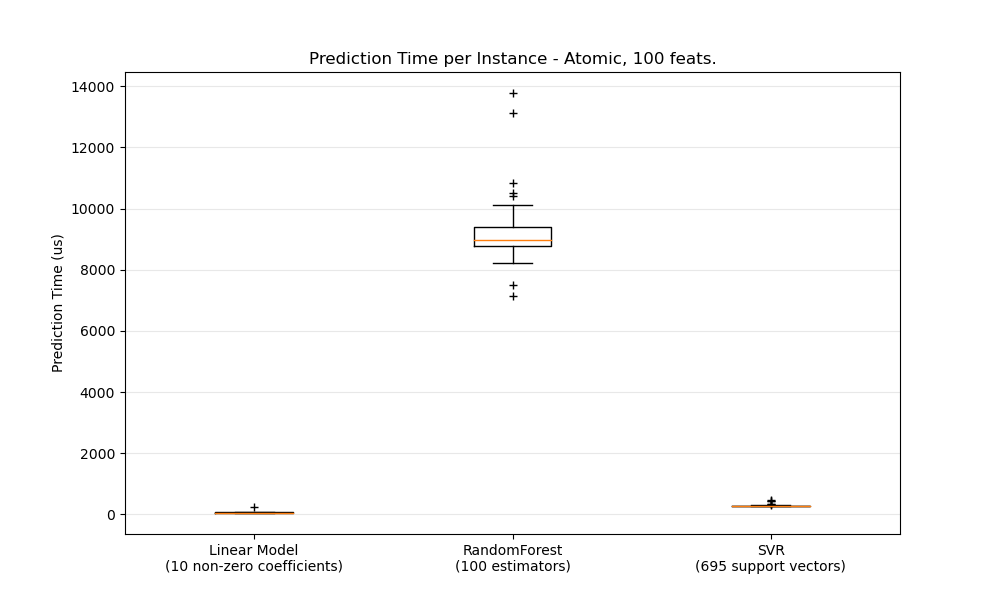 Prediction Time per Instance - Atomic, 100 feats.
Prediction Time (us)
14000
12000
10000
8000
6000
4000
2000
0
Linear Model
(10 non-zero coefficients)
RandomForest
(100 estimators)
SVR
(695 support vectors)